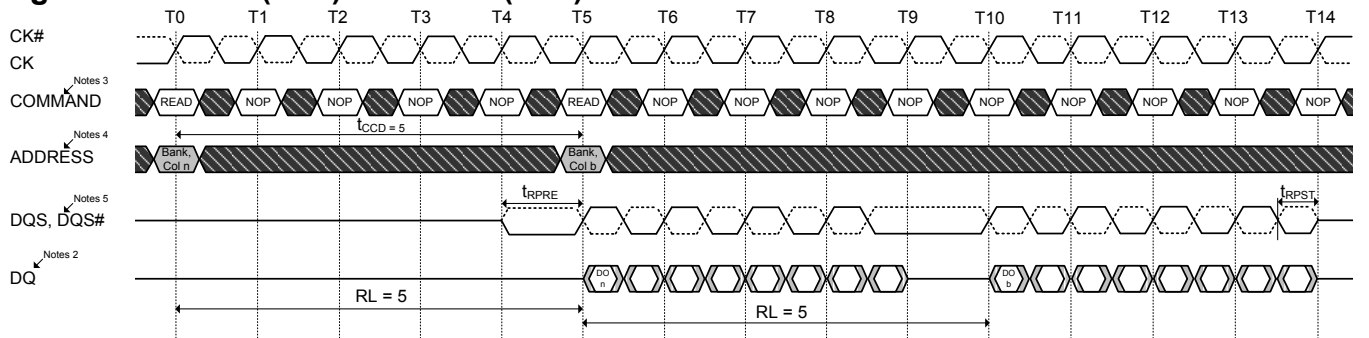 T0 T1 T2 T3 T4 T5 T6 T7 T8 T9 T10 T11 T12 T13 T14
CK#
CK
Notes 3
COMMAND READ NOP NOP NOP NOP READ NOP NOP NOP NOP NOP NOP NOP NOP NOP
tCCD = 5
Notes 4
ADDRESS
Bank, Bank,
Col n Col b
tRPRE tRPST
Notes 5
DQS, DQS#
Notes 2
DQ
DO DO
n b
RL = 5
RL = 5